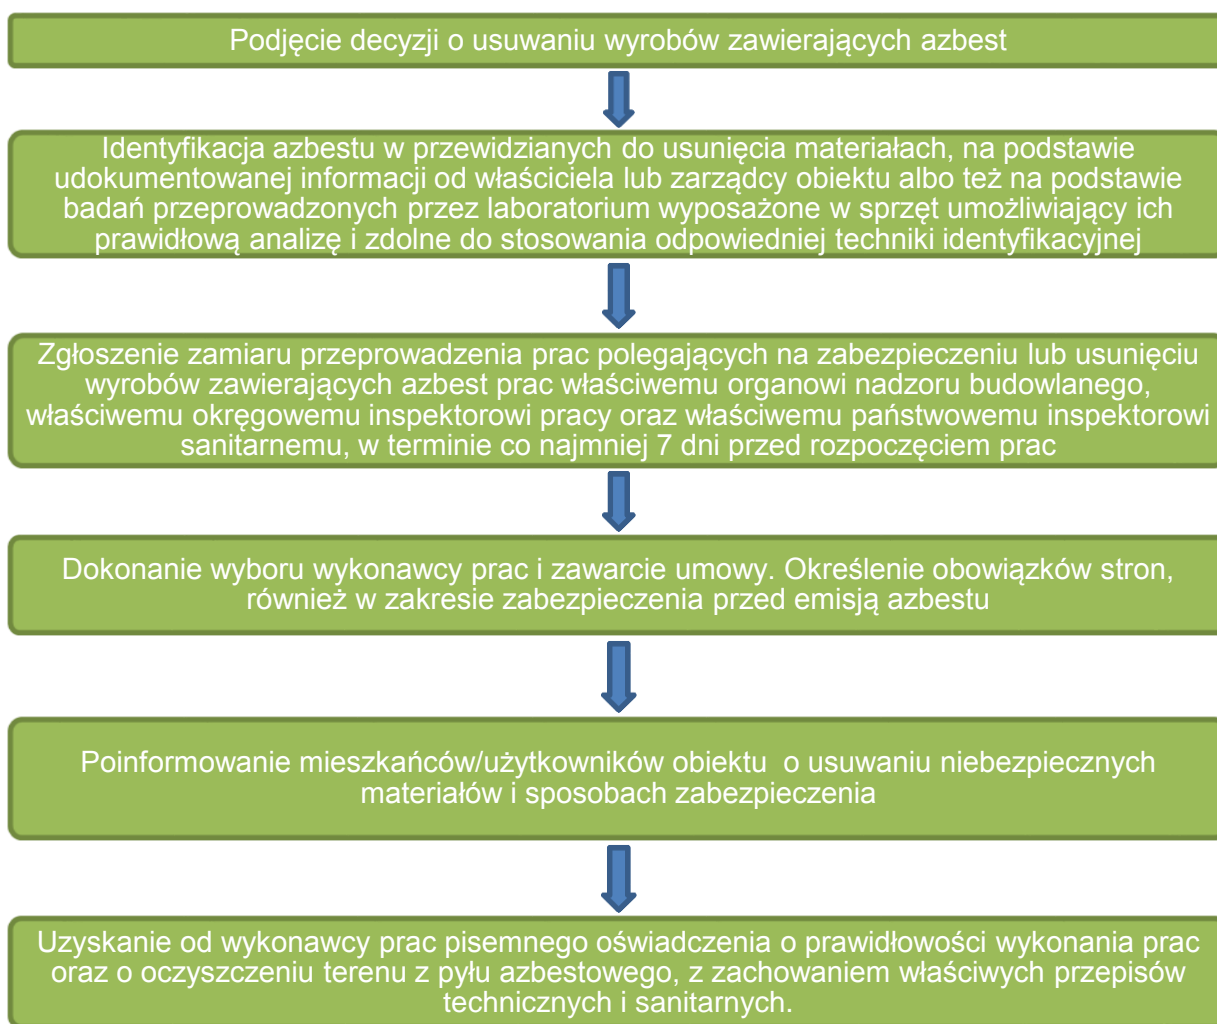 Podjęcie decyzji o usuwaniu wyrobów zawierających azbest
Identyfikacja azbestu w przewidzianych do usunięcia materiałach, na podstawie
udokumentowanej informacji od właściciela lub zarządcy obiektu albo też na podstawie
badań przeprowadzonych przez laboratorium wyposażone w sprzęt umożliwiający ich
prawidłową analizę i zdolne do stosowania odpowiedniej techniki identyfikacyjnej
Zgłoszenie zamiaru przeprowadzenia prac polegających na zabezpieczeniu lub usunięciu
wyrobów zawierających azbest prac właściwemu organowi nadzoru budowlanego,
właściwemu okręgowemu inspektorowi pracy oraz właściwemu państwowemu inspektorowi
sanitarnemu, w terminie co najmniej 7 dni przed rozpoczęciem prac
Dokonanie wyboru wykonawcy prac i zawarcie umowy. Określenie obowiązków stron,
również w zakresie zabezpieczenia przed emisją azbestu
Poinformowanie mieszkańców/użytkowników obiektu o usuwaniu niebezpiecznych
materiałów i sposobach zabezpieczenia
Uzyskanie od wykonawcy prac pisemnego oświadczenia o prawidłowości wykonania prac
oraz o oczyszczeniu terenu z pyłu azbestowego, z zachowaniem właściwych przepisów
technicznych i sanitarnych.